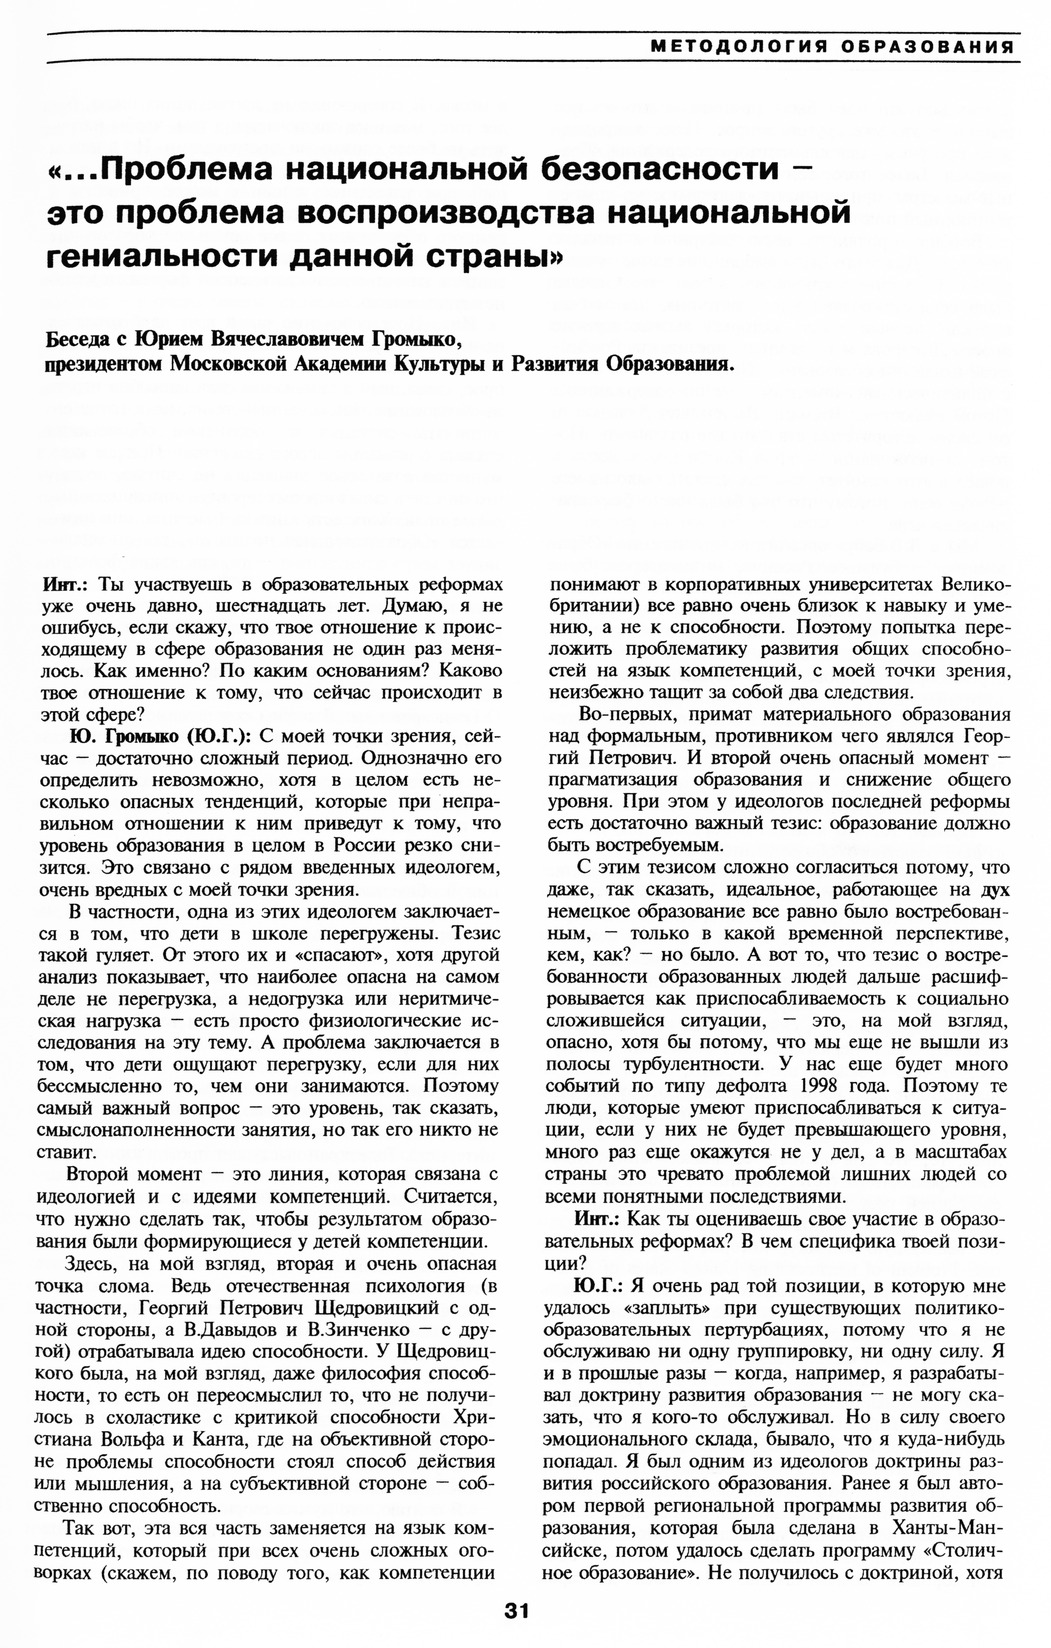 МЕТОДОЛОГИЯ ОБРАЗОВАНИЯ
«...Проблема национальной безопасности –
это проблема воспроизводства национальной
гениальности данной страны»
Беседа с Юрием Вячеславовичем Громыко,
президентом Московской Академии Культуры и Развития Образования.
Инт.: Ты участвуешь в образовательных реформах
уже очень давно, шестнадцать лет. Думаю, я не
ошибусь, если скажу, что твое отношение к проис-
ходящему в сфере образования не один раз меня-
лось. Как именно? По каким основаниям? Каково
твое отношение к тому, что сейчас происходит в
этой сфере?
Ю. Громыко (Ю.Г.): С моей точки зрения, сей-
час — достаточно сложный период. Однозначно его
определить невозможно, хотя в целом есть не-
сколько опасных тенденций, которые при непра-
вильном отношении к ним приведут к тому, что
уровень образования в целом в России резко сни-
зится. Это связано с рядом введенных идеологем,
очень вредных с моей точки зрения.
В частности, одна из этих идеологем заключает-
ся в том, что дети в школе перегружены. Тезис
такой гуляет. От этого их и «спасают», хотя другой
анализ показывает, что наиболее опасна на самом
деле не перегрузка, а недогрузка или неритмиче-
ская нагрузка — есть просто физиологические ис-
следования на эту тему. А проблема заключается в
том, что дети ощущают перегрузку, если для них
бессмысленно то, чем они занимаются. Поэтому
самый важный вопрос — это уровень, так сказать,
смыслонаполненности занятия, но так его никто не
ставит.
Второй момент — это линия, которая связана с
идеологией и с идеями компетенций. Считается,
что нужно сделать так, чтобы результатом образо-
вания были формирующиеся у детей компетенции.
Здесь, на мой взгляд, вторая и очень опасная
точка слома. Ведь отечественная психология (в
частности, Георгий Петрович Щедровицкий с од-
ной стороны, а В.Давыдов и В.Зинченко — с дру-
гой) отрабатывала идею способности. У Щедровиц-
кого была, на мой взгляд, даже философия способ-
ности, то есть он переосмыслил то, что не получи-
лось в схоластике с критикой способности Хри-
стиана Вольфа и Канта, где на объективной сторо-
не проблемы способности стоял способ действия
или мышления, а на субъективной стороне — соб-
ственно способность.
Так вот, эта вся часть заменяется на язык ком-
петенций, который при всех очень сложных ого-
ворках (скажем, по поводу того, как компетенции
понимают в корпоративных университетах Велико-
британии) все равно очень близок к навыку и уме-
нию, а не к способности. Поэтому попытка пере-
ложить проблематику развития общих способно-
стей на язык компетенций, с моей точки зрения,
неизбежно тащит за собой два следствия.
Во-первых, примат материального образования
над формальным, противником чего являлся Геор-
гий Петрович. И второй очень опасный момент —
прагматизация образования и снижение общего
уровня. При этом у идеологов последней реформы
есть достаточно важный тезис: образование должно
быть востребуемым.
С этим тезисом сложно согласиться потому, что
даже, так сказать, идеальное, работающее на дух
немецкое образование все равно было востребован-
ным, — только в какой временной перспективе,
кем, как? — но было. А вот то, что тезис о востре-
бованности образованных людей дальше расшиф-
ровывается как приспосабливаемость к социально
сложившейся ситуации, — это, на мой взгляд,
опасно, хотя бы потому, что мы еще не вышли из
полосы турбулентности. У нас еще будет много
событий по типу дефолта 1998 года. Поэтому те
люди, которые умеют приспосабливаться к ситуа-
ции, если у них не будет превышающего уровня,
много раз еще окажутся не у дел, а в масштабах
страны это чревато проблемой лишних людей со
всеми понятными последствиями.
Инт.: Как ты оцениваешь свое участие в образо-
вательных реформах? В чем специфика твоей пози-
ции?
Ю.Г.: Я очень рад той позиции, в которую мне
удалось «заплыть» при существующих политико-
образовательных пертурбациях, потому что я не
обслуживаю ни одну группировку, ни одну силу. Я
и в прошлые разы — когда, например, я разрабаты-
вал доктрину развития образования — не могу ска-
зать, что я кого-то обслуживал. Но в силу своего
эмоционального склада, бывало, что я куда-нибудь
попадал. Я был одним из идеологов доктрины раз-
вития российского образования. Ранее я был авто-
ром первой региональной программы развития об-
разования, которая была сделана в Ханты-Ман-
сийске, потом удалось сделать программу «Столич-
ное образование». Не получилось с доктриной, хотя
31